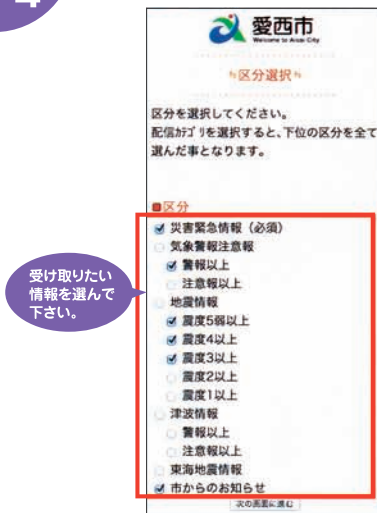 4
愛西市
Welcome to Aisai City
区分選択
区分を選択してください。
配信ｶﾃｺﾞﾘを選択すると、下位の区分を全て
選んだ事となります。
■区分
災害緊急情報（必須）
気象警報注意報
警報以上
注意報以上
地震情報
震度5弱以上
震度4以上
震度3以上
震度2以上
震度1以上
津波情報
警報以上
注意報以上
東海地震情報
市からのお知らせ
次の画面に進む
受け取りたい
情報を選んで
下さい。